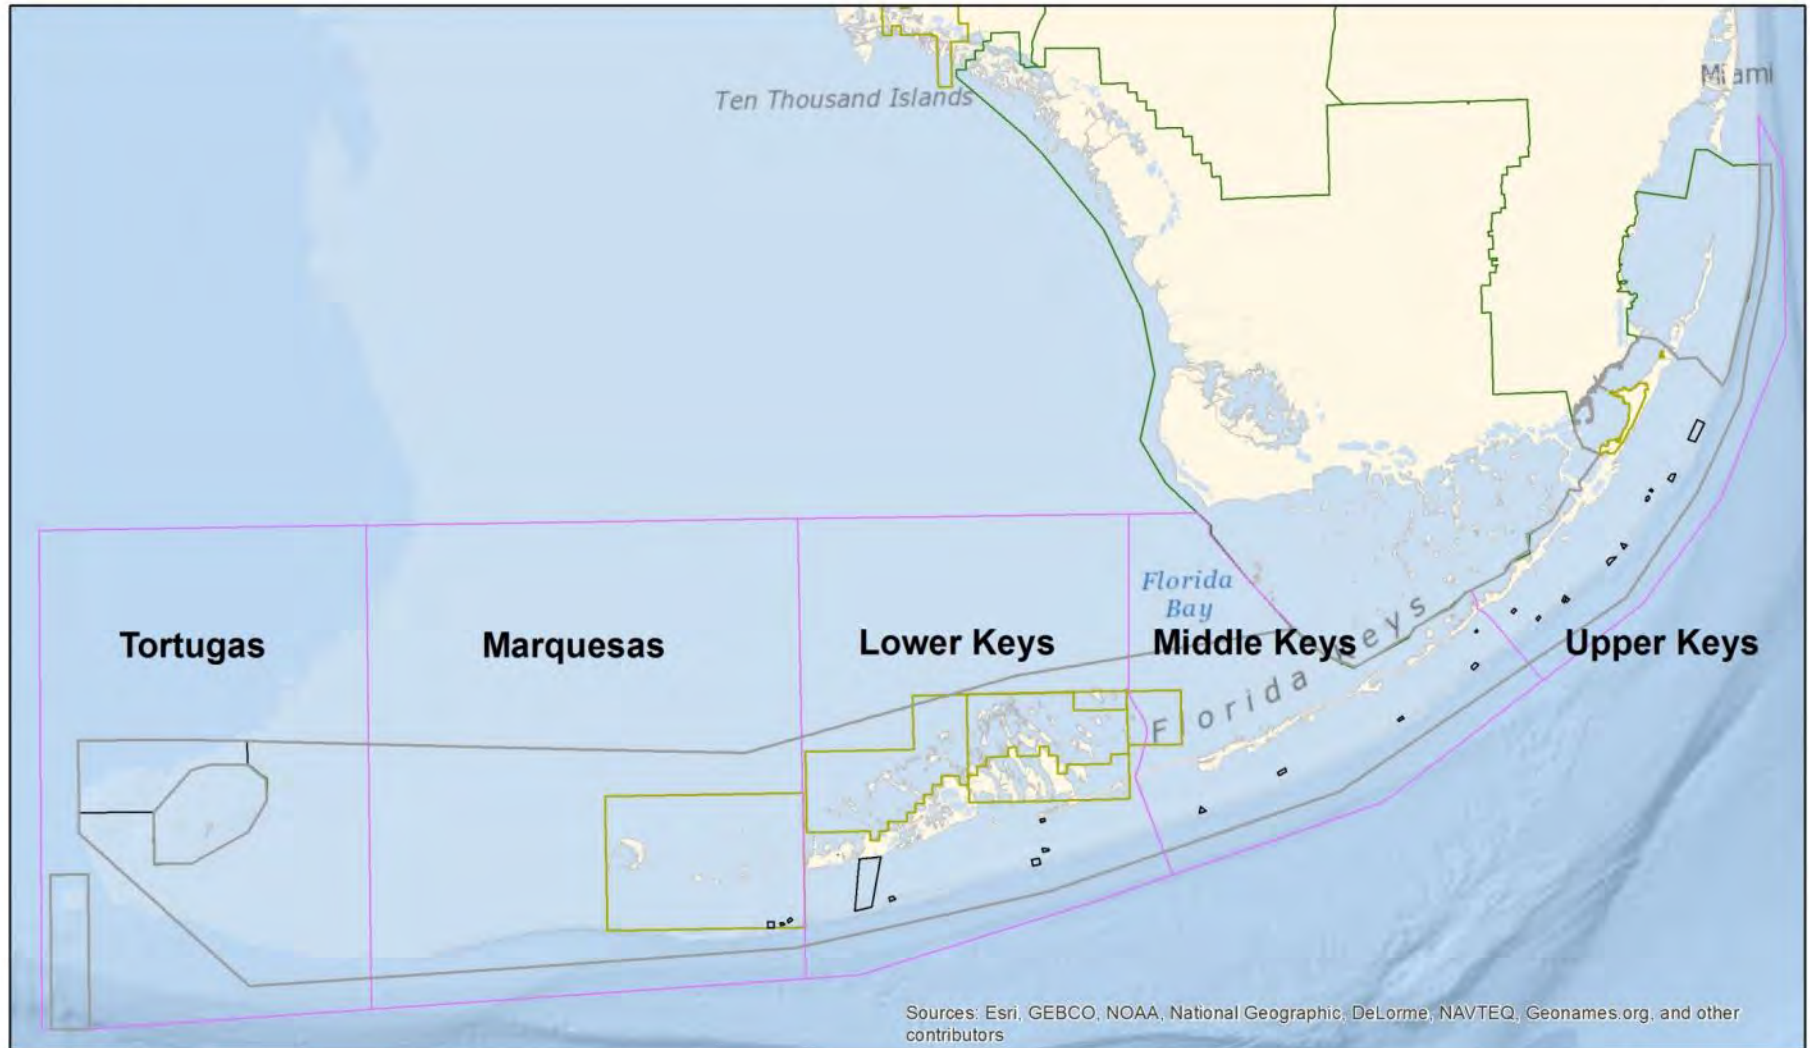 Miami
Ten Thousand Islands
Florida
Bay
Tortugas
Marquesas
Lower Keys
Middle Keys
Upper Keys
Florida Keys
Sources: Esri, GEBCO, NOAA, National Geographic, DeLorme, NAVTEQ, Geonames.org, and other
contributors